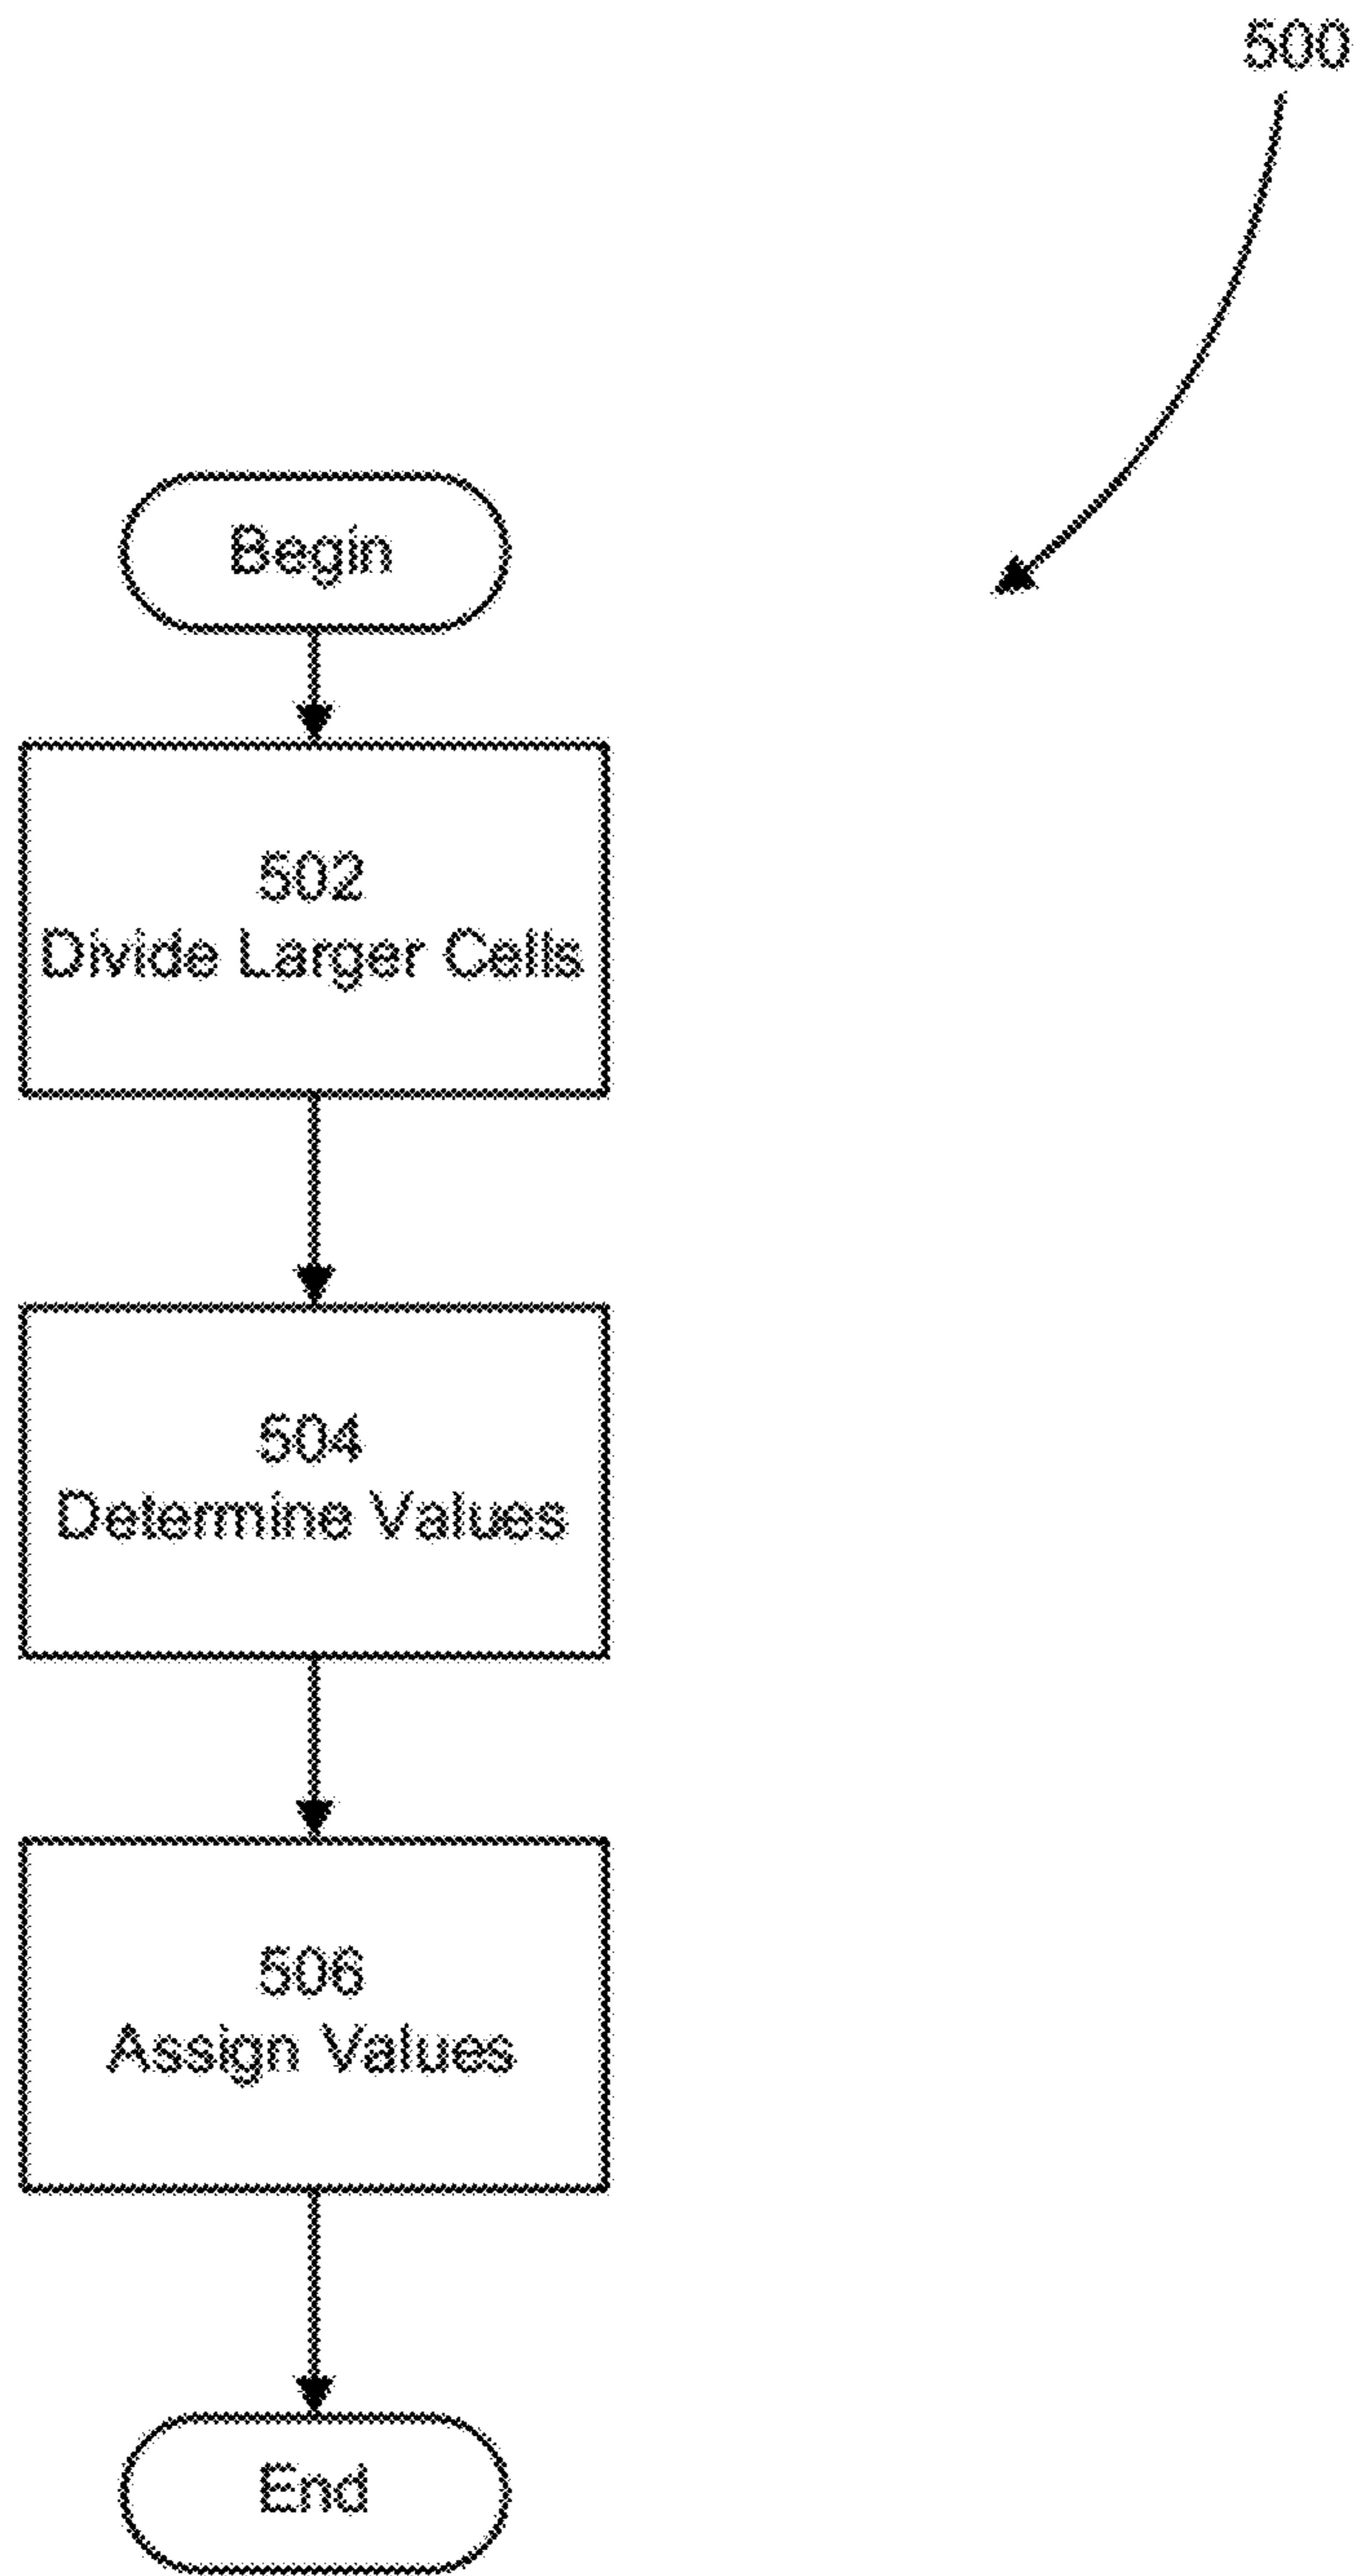 500
Begin
502
Divide Larger Cells
504
Determine Values
506
Assign Values
End